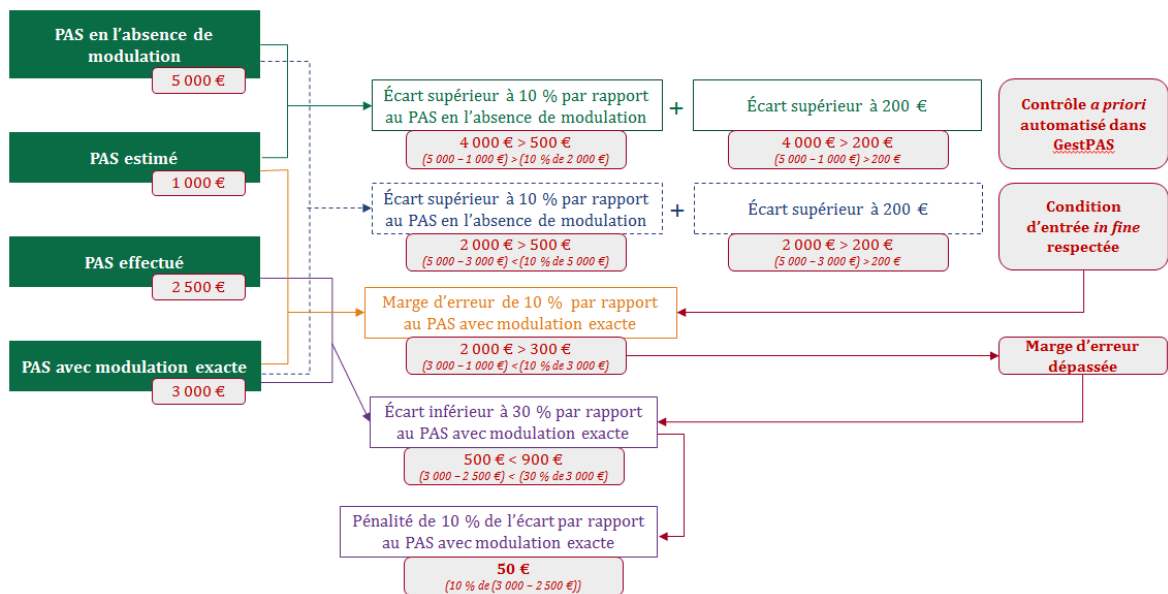 PAS en l'absence de
modulation
5 000 €
PAS estimé
1 000 €
PAS effectué
2 500 €
PAS avec modulation exacte
3 000 €
Écart supérieur à 10 % par rapport
au PAS en l'absence de modulation
+
Écart supérieur à 200 €
4 000 € > 500 €
(5 000 – 1 000 €) > (10 % de 2 000 €)
4 000 € > 200 €
(5 000 – 1 000 €) > 200 €
Contrôle a priori
automatisé dans
GestPAS
Écart supérieur à 10 % par rapport
au PAS en l'absence de modulation
+
Écart supérieur à 200 €
2 000 € > 500 €
(5 000 – 3 000 €) < (10 % de 5 000 €)
2 000 € > 200 €
(5 000 – 3 000 €) > 200 €
Condition
d'entrée in fine
respectée
Marge d'erreur de 10 % par rapport
au PAS avec modulation exacte
2 000 € > 300 €
(3 000 – 1 000 €) < (10 % de 3 000 €)
Marge d'erreur
dépassée
Écart inférieur à 30 % par rapport
au PAS avec modulation exacte
500 € < 900 €
(3 000 – 2 500 €) < (30 % de 3 000 €)
Pénalité de 10 % de l'écart par rapport
au PAS avec modulation exacte
50 €
(10 % de (3 000 – 2 500 €))